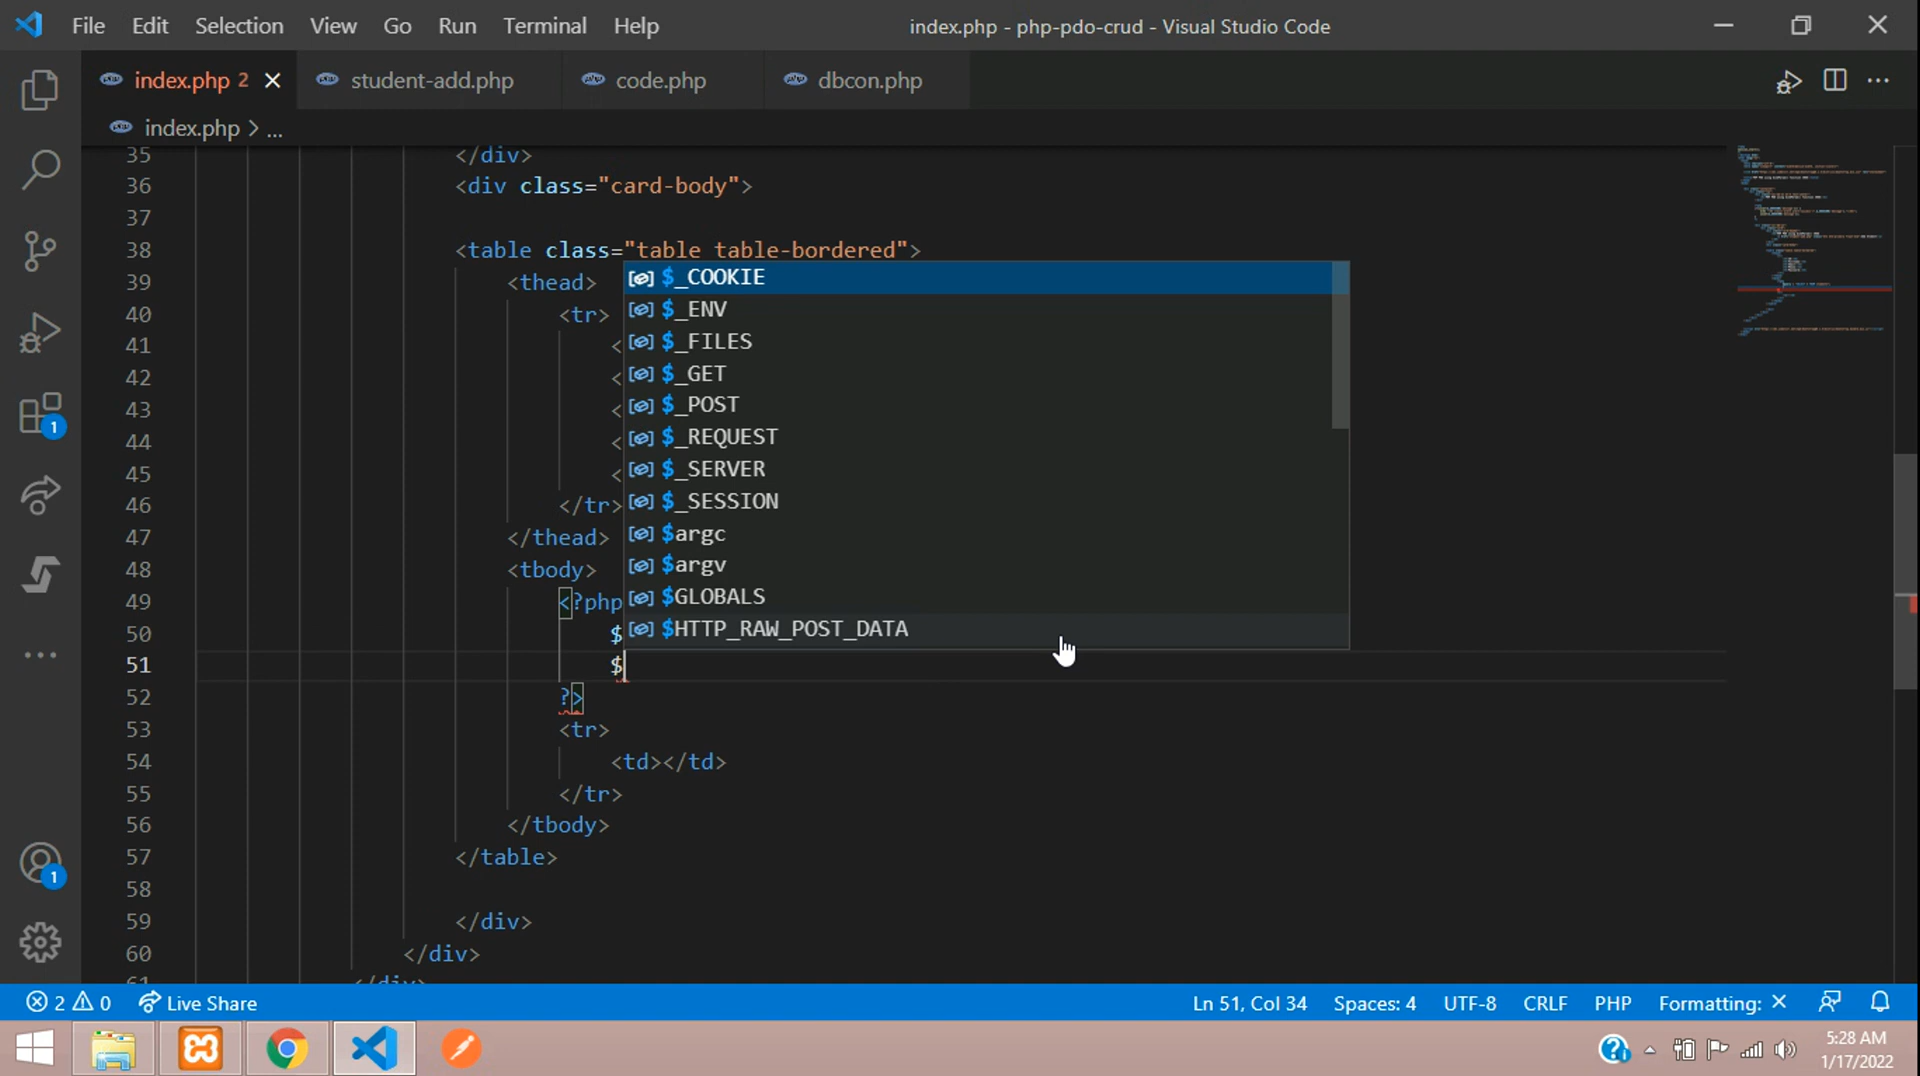 File Edit Selection View Go Run Terminal Help index.php - php-pdo-crud - Visual Studio Code
index.php 2 student-add.php code.php dbcon.php
index.php > ...
35 </div>
36 <div class="card-body">
37
38 <table class="table table-bordered">
39 <thead>
40 <tr>
41 <
42 <
43 <
44 <
45 <
46 </tr>
47 </thead>
48 <tbody>
49 <?php
50 $
51 $
52 ?>
53 <tr>
54 <td></td>
55 </tr>
56 </tbody>
57 </table>
58
59 </div>
60 </div>
61 </div>
$_COOKIE
$_ENV
$_FILES
$_GET
$_POST
$_REQUEST
$_SERVER
$_SESSION
$argc
$argv
$GLOBALS
$HTTP_RAW_POST_DATA
1
1
2 0 Live Share Ln 51, Col 34 Spaces: 4 UTF-8 CRLF PHP Formatting: ×
5:28 AM
1/17/2022